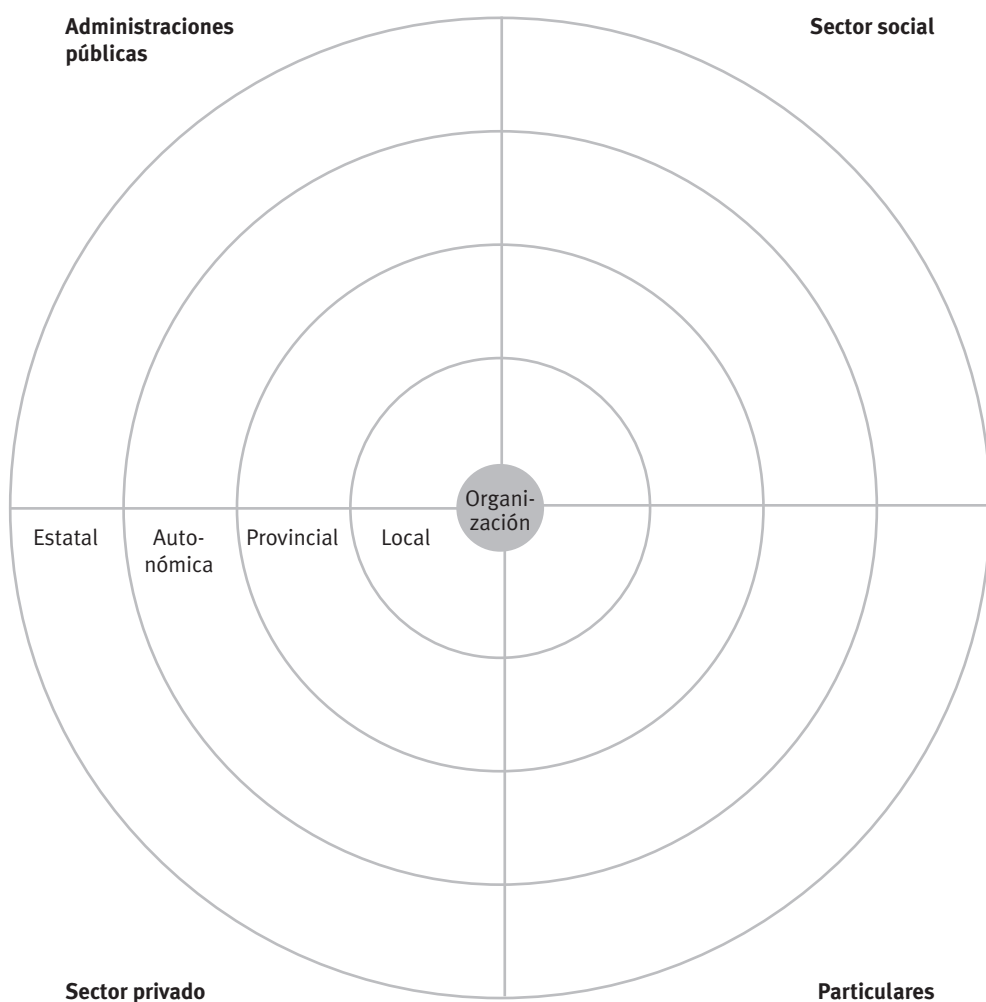 Administraciones
públicas
Sector social
Organi-
zación
Estatal
Auto-
nómica
Provincial
Local
Sector privado
Particulares